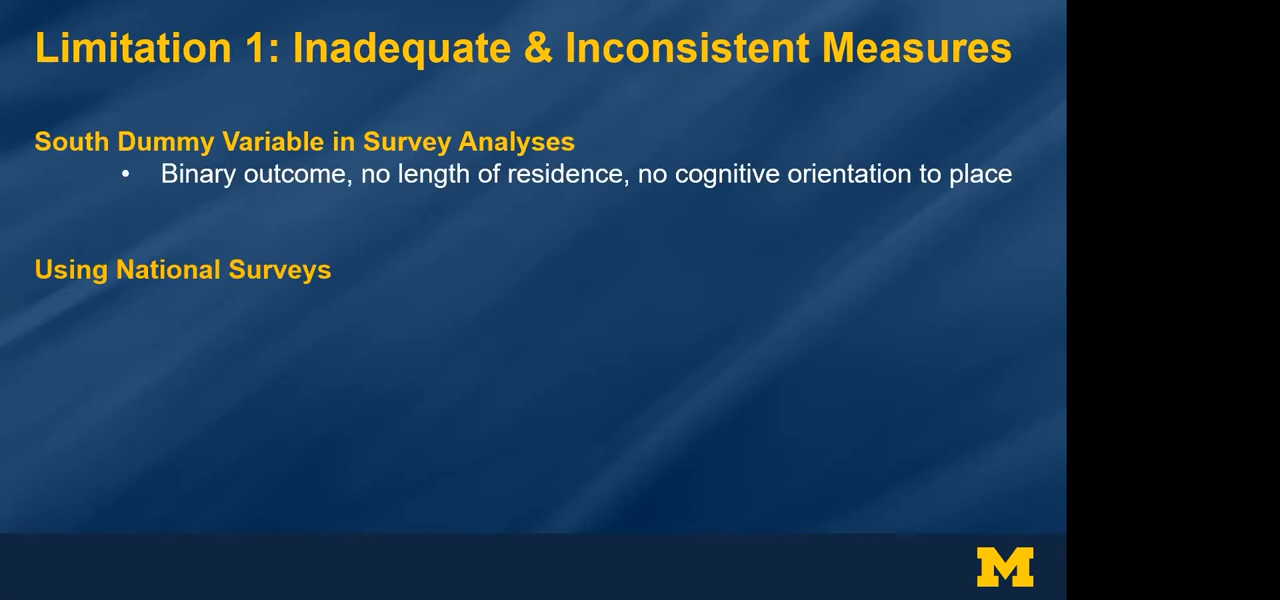 Limitation 1: Inadequate & Inconsistent Measures
South Dummy Variable in Survey Analyses
• Binary outcome, no length of residence, no cognitive orientation to place
Using National Surveys
M